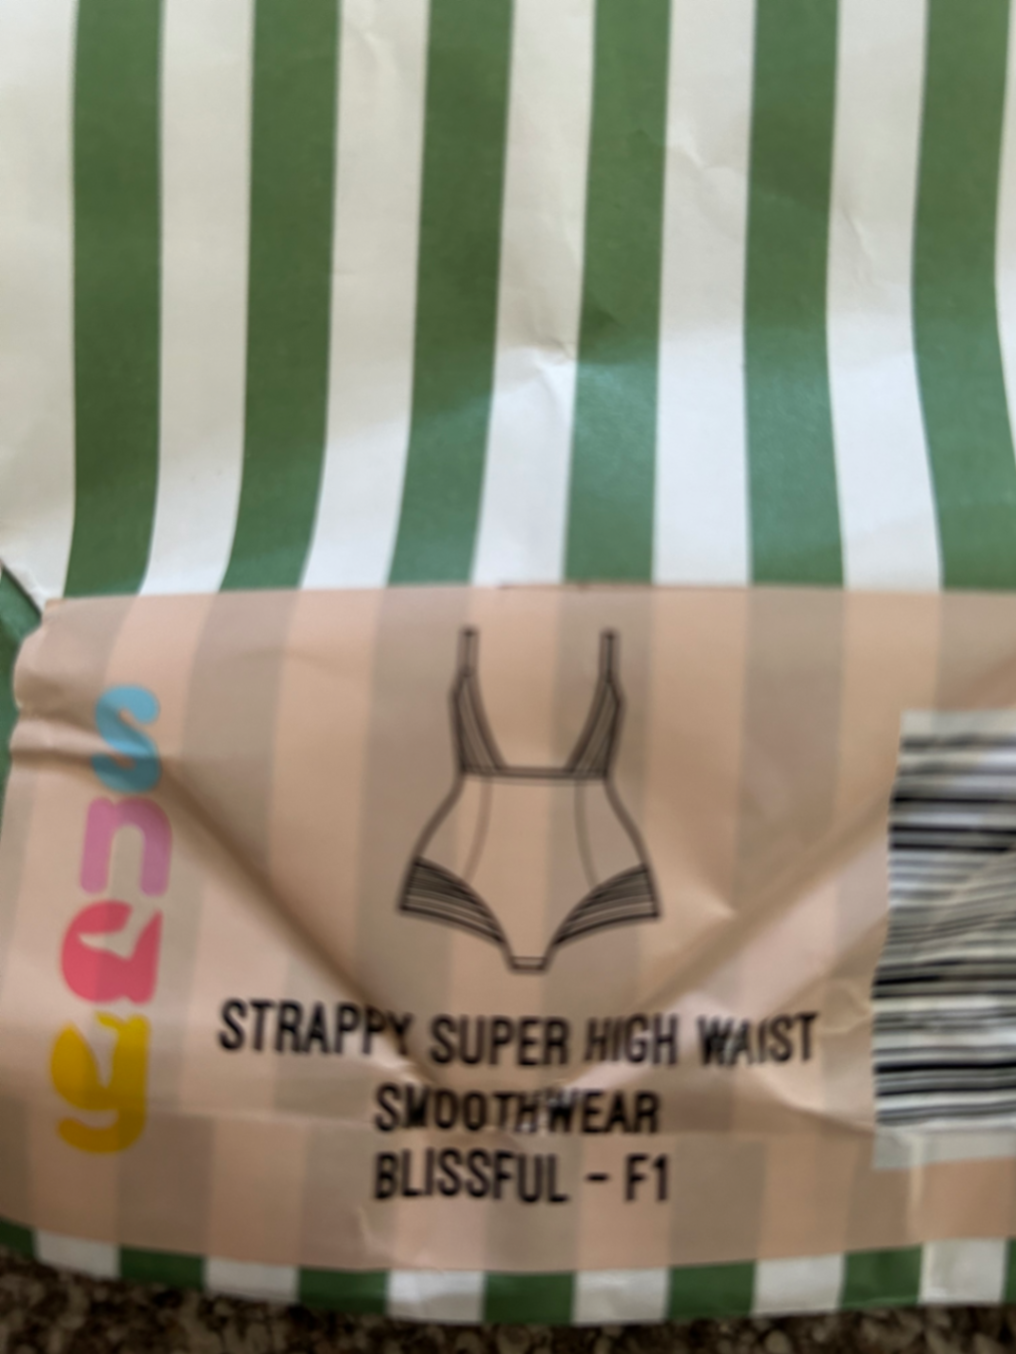 snag
STRAPPY SUPER HIGH WAIST
SMOOTHWEAR
BLISSFUL - F1